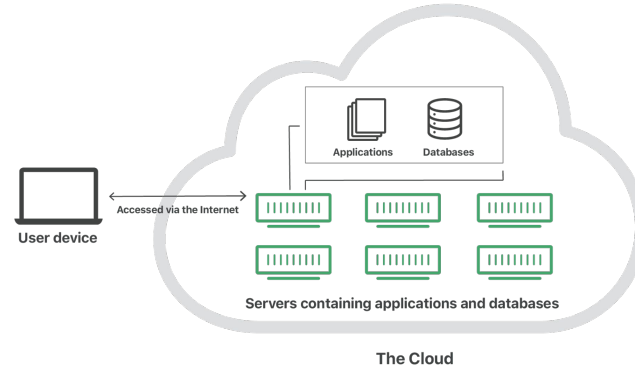 Applications
Databases
Accessed via the Internet
User device
Servers containing applications and databases
The Cloud